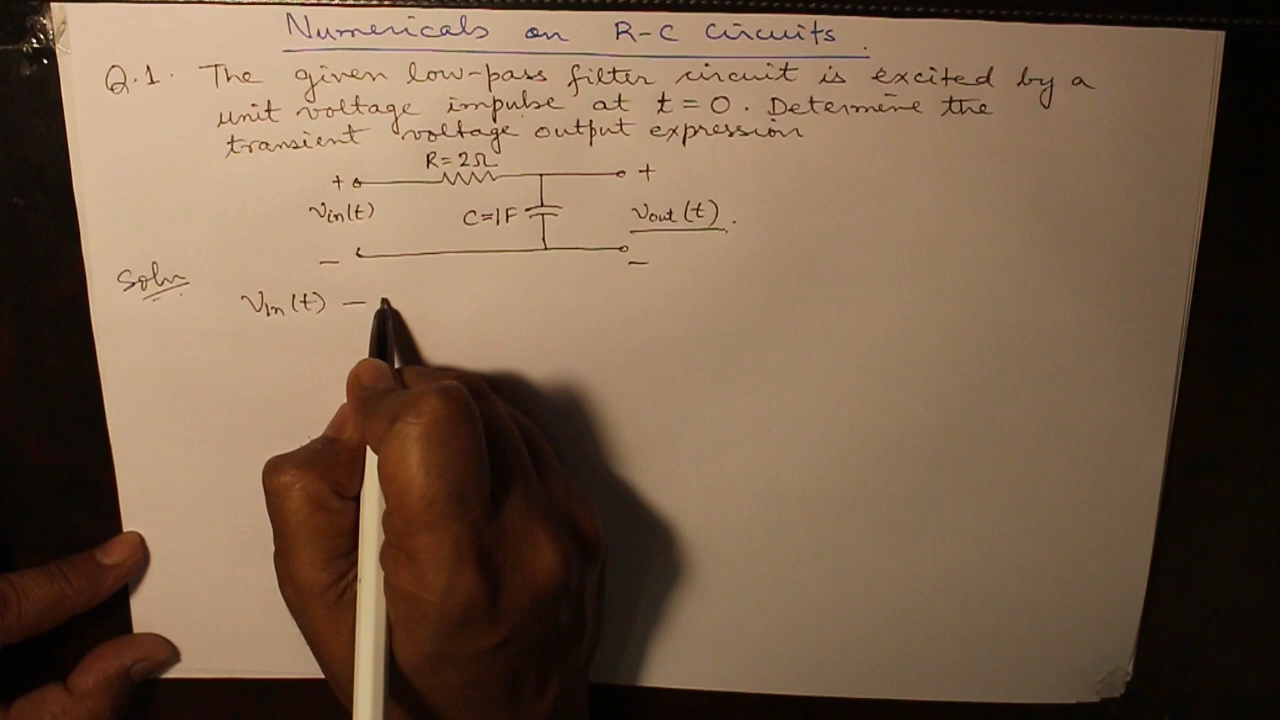 Numericals on R-C Circuits.
Q.1. The given low-pass filter circuit is excited by a
unit voltage impulse at t = 0. Determine the
transient voltage output expression
R=2Ω
+ +
Vin(t) C=1F Vout(t).
- -
Soln
Vin(t) -